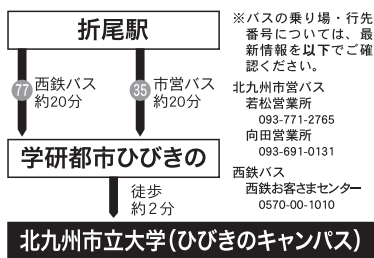 折尾駅
77
西鉄バス
約20分
35
市営バス
約20分
学研都市ひびきの
徒歩
約2分
北九州市立大学(ひびきのキャンパス)
※バスの乗り場・行先
番号については、最
新情報を以下でご確
認ください。
北九州市営バス
若松営業所
093-771-2765
向田営業所
093-691-0131
西鉄バス
西鉄お客さまセンター
0570-00-1010